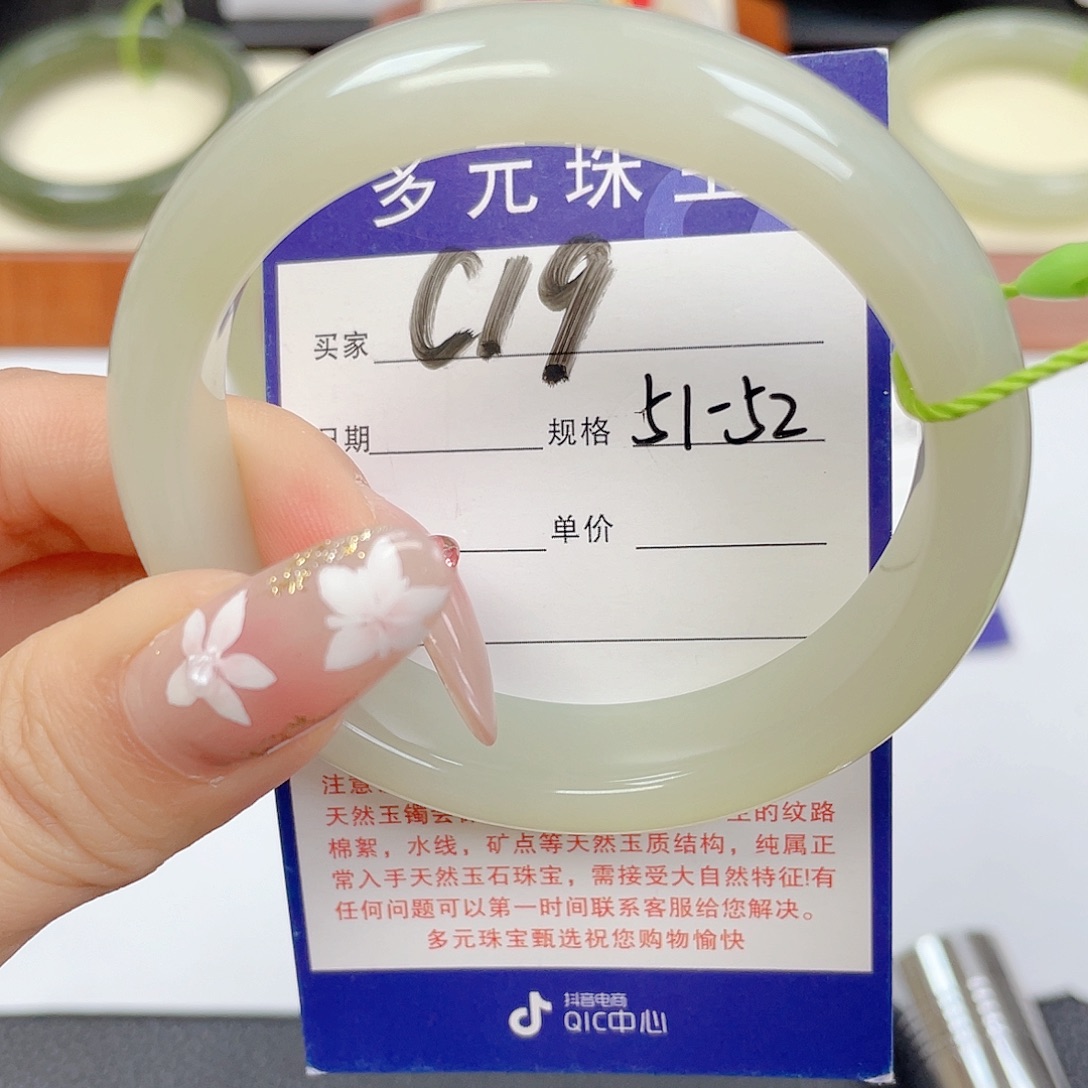 多元珠
买家 C19
日期 规格 51-52
单价
注意
天然玉镯会 的纹路
棉絮，水线，矿点等天然玉质结构，纯属正
常入手天然玉石珠宝，需接受大自然特征!有
任何问题可以第一时间联系客服给您解决。
多元珠宝甄选祝您购物愉快
抖音电商
QIC中心